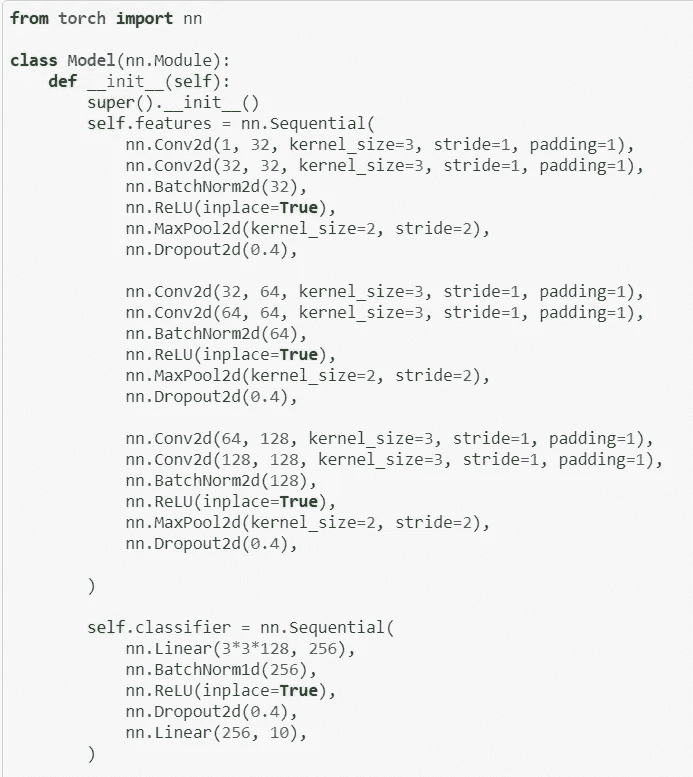 from torch import nn

class Model(nn.Module):
    def __init__(self):
        super().__init__()
        self.features = nn.Sequential(
            nn.Conv2d(1, 32, kernel_size=3, stride=1, padding=1),
            nn.Conv2d(32, 32, kernel_size=3, stride=1, padding=1),
            nn.BatchNorm2d(32),
            nn.ReLU(inplace=True),
            nn.MaxPool2d(kernel_size=2, stride=2),
            nn.Dropout2d(0.4),

            nn.Conv2d(32, 64, kernel_size=3, stride=1, padding=1),
            nn.Conv2d(64, 64, kernel_size=3, stride=1, padding=1),
            nn.BatchNorm2d(64),
            nn.ReLU(inplace=True),
            nn.MaxPool2d(kernel_size=2, stride=2),
            nn.Dropout2d(0.4),

            nn.Conv2d(64, 128, kernel_size=3, stride=1, padding=1),
            nn.Conv2d(128, 128, kernel_size=3, stride=1, padding=1),
            nn.BatchNorm2d(128),
            nn.ReLU(inplace=True),
            nn.MaxPool2d(kernel_size=2, stride=2),
            nn.Dropout2d(0.4),

        )

        self.classifier = nn.Sequential(
            nn.Linear(3*3*128, 256),
            nn.BatchNorm1d(256),
            nn.ReLU(inplace=True),
            nn.Dropout2d(0.4),
            nn.Linear(256, 10),
        )